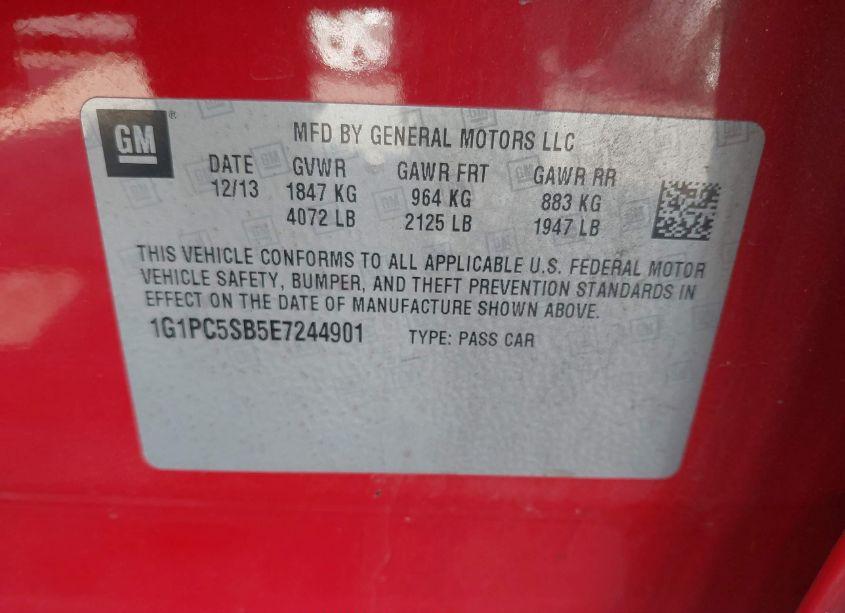 GM ®
MFD BY GENERAL MOTORS LLC
DATE GVWR GAWR FRT GAWR RR
12/13 1847 KG 964 KG 883 KG
4072 LB 2125 LB 1947 LB
THIS VEHICLE CONFORMS TO ALL APPLICABLE U.S. FEDERAL MOTOR
VEHICLE SAFETY, BUMPER, AND THEFT PREVENTION STANDARDS IN
EFFECT ON THE DATE OF MANUFACTURE SHOWN ABOVE.
1G1PC5SB5E7244901 TYPE: PASS CAR